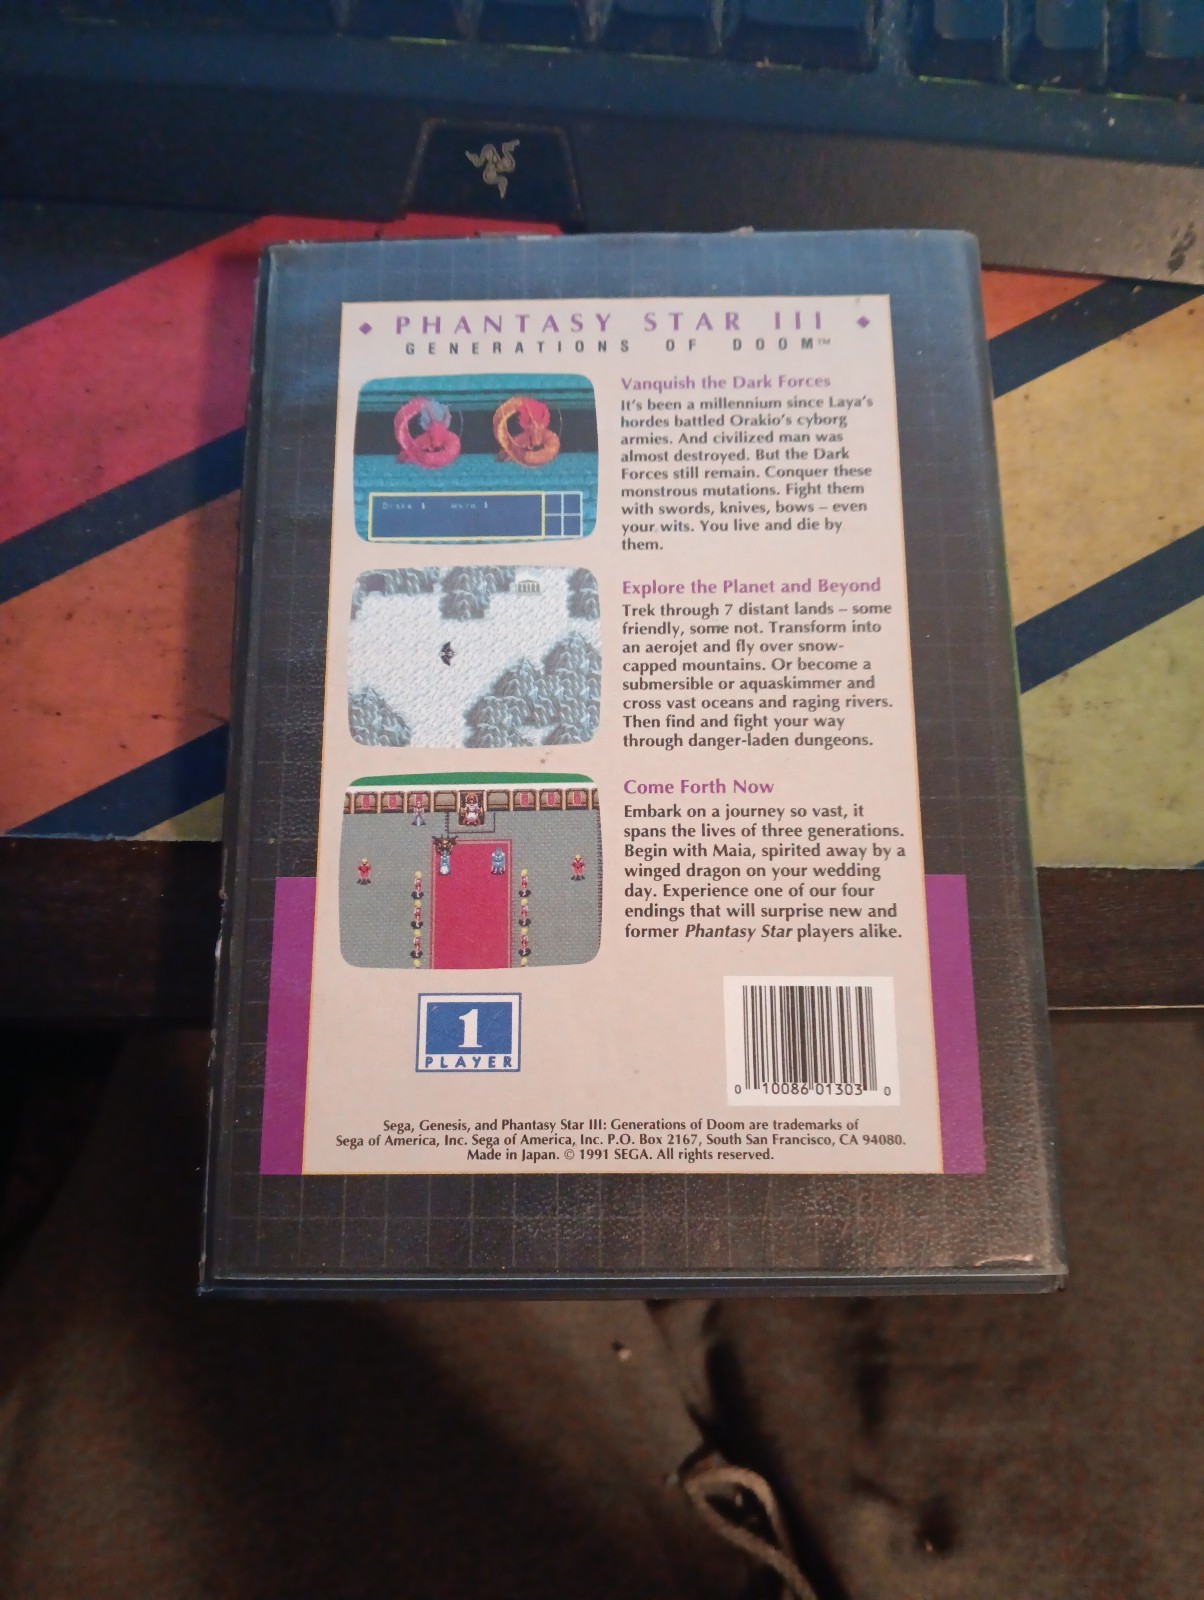 PHANTASY STAR III
GENERATIONS OF DOOM™
Vanquish the Dark Forces
It's been a millennium since Laya's
hordes battled Orakio's cyborg
armies. And civilized man was
almost destroyed. But the Dark
Forces still remain. Conquer these
monstrous mutations. Fight them
with swords, knives, bows – even
your wits. You live and die by
them.
Explore the Planet and Beyond
Trek through 7 distant lands – some
friendly, some not. Transform into
an aerojet and fly over snow-
capped mountains. Or become a
submersible or aquaskimmer and
cross vast oceans and raging rivers.
Then find and fight your way
through danger-laden dungeons.
Come Forth Now
Embark on a journey so vast, it
spans the lives of three generations.
Begin with Maia, spirited away by a
winged dragon on your wedding
day. Experience one of our four
endings that will surprise new and
former Phantasy Star players alike.
1
PLAYER
0 10086 01303 0
Sega, Genesis, and Phantasy Star III: Generations of Doom are trademarks of
Sega of America, Inc. Sega of America, Inc. P.O. Box 2167, South San Francisco, CA 94080.
Made in Japan. © 1991 SEGA. All rights reserved.